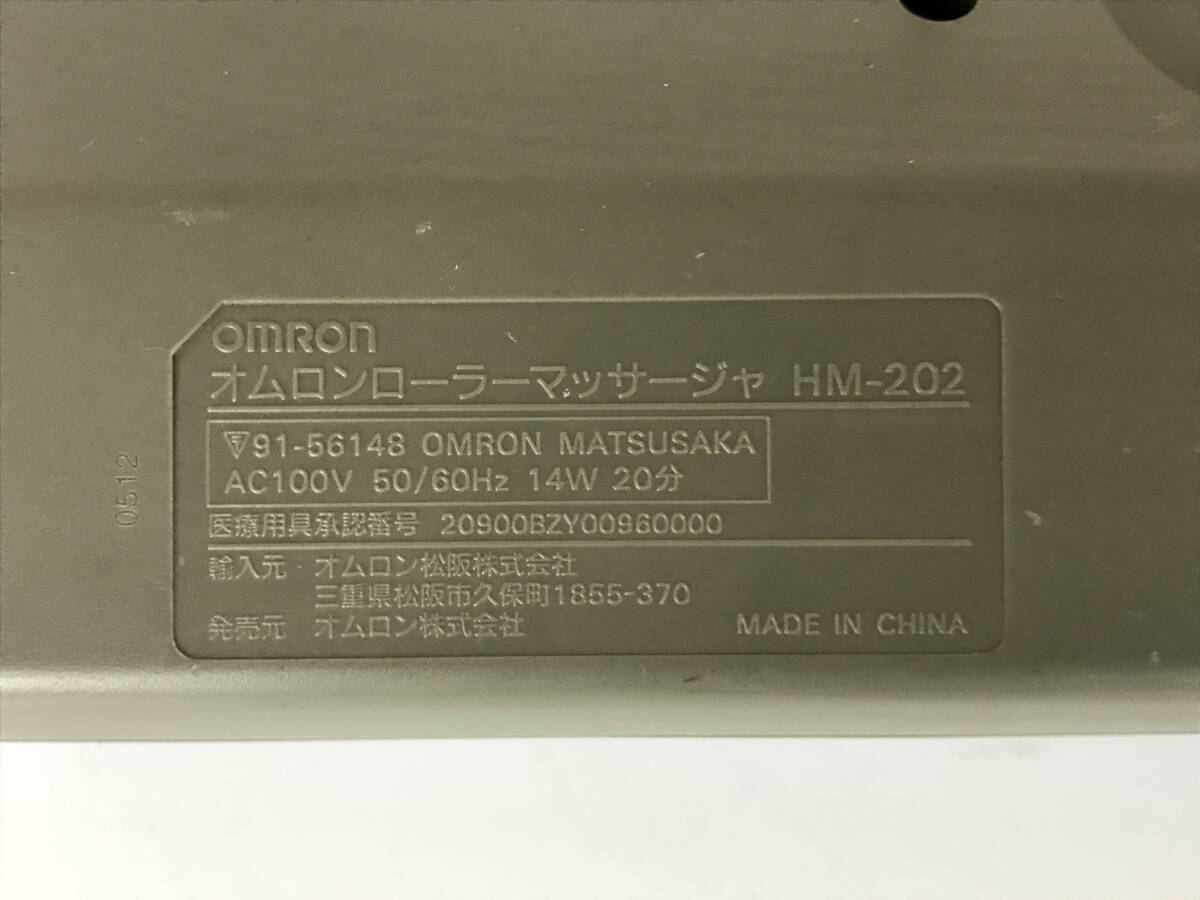 omron
オムロンローラーマッサージャ HM-202
91-56148 OMRON MATSUSAKA
AC100V 50/60Hz 14W 20分
医療用具承認番号 20900BZY00960000
輸入元 オムロン松阪株式会社
三重県松阪市久保町1855-370
発売元 オムロン株式会社 MADE IN CHINA
0512